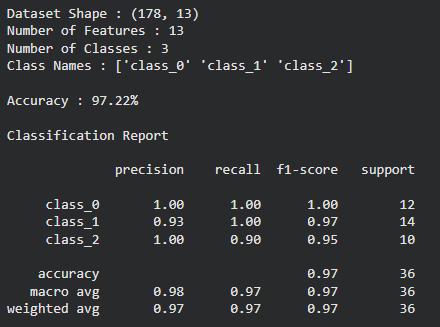 Dataset Shape : (178, 13)
Number of Features : 13
Number of Classes : 3
Class Names : ['class_0' 'class_1' 'class_2']
Accuracy : 97.22%
Classification Report
precision recall f1-score support
class_0 1.00 1.00 1.00 12
class_1 0.93 1.00 0.97 14
class_2 1.00 0.90 0.95 10
accuracy 0.97 36
macro avg 0.98 0.97 0.97 36
weighted avg 0.97 0.97 0.97 36